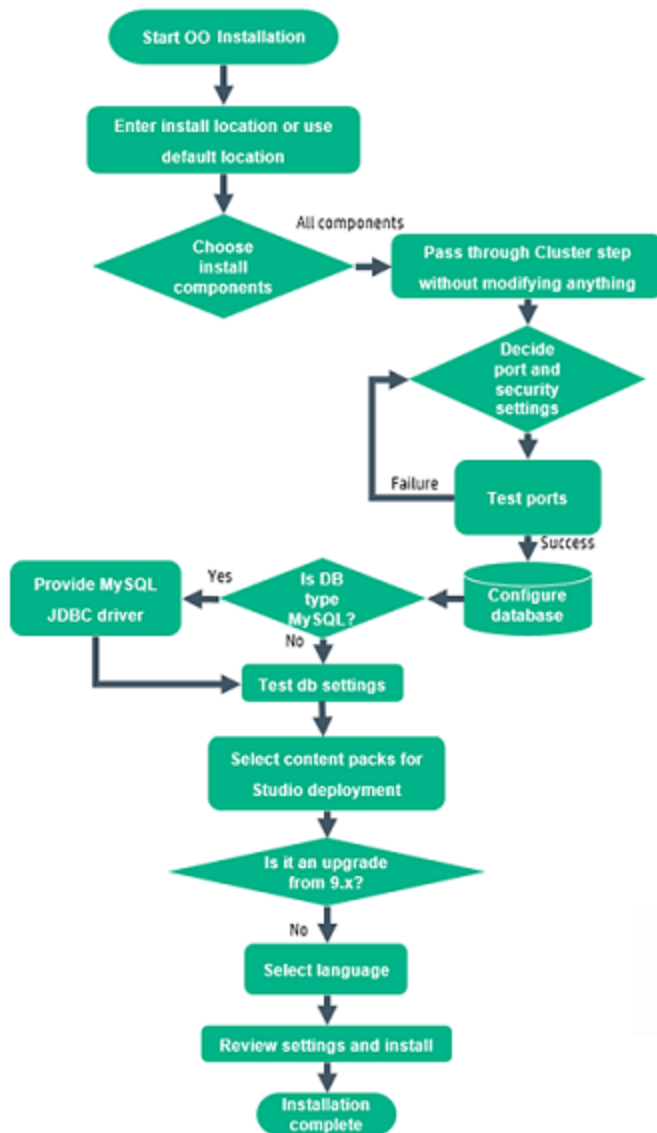 Start OO Installation
Enter install location or use
default location
All components
Choose
install
components
Pass through Cluster step
without modifying anything
Decide
port and
security
settings
Failure
Test ports
Success
Provide MySQL
JDBC driver
Yes
Is DB
type
MySQL?
Configure
database
No
Test db settings
Select content packs for
Studio deployment
Is it an upgrade
from 9.x?
No
Select language
Review settings and install
Installation
complete